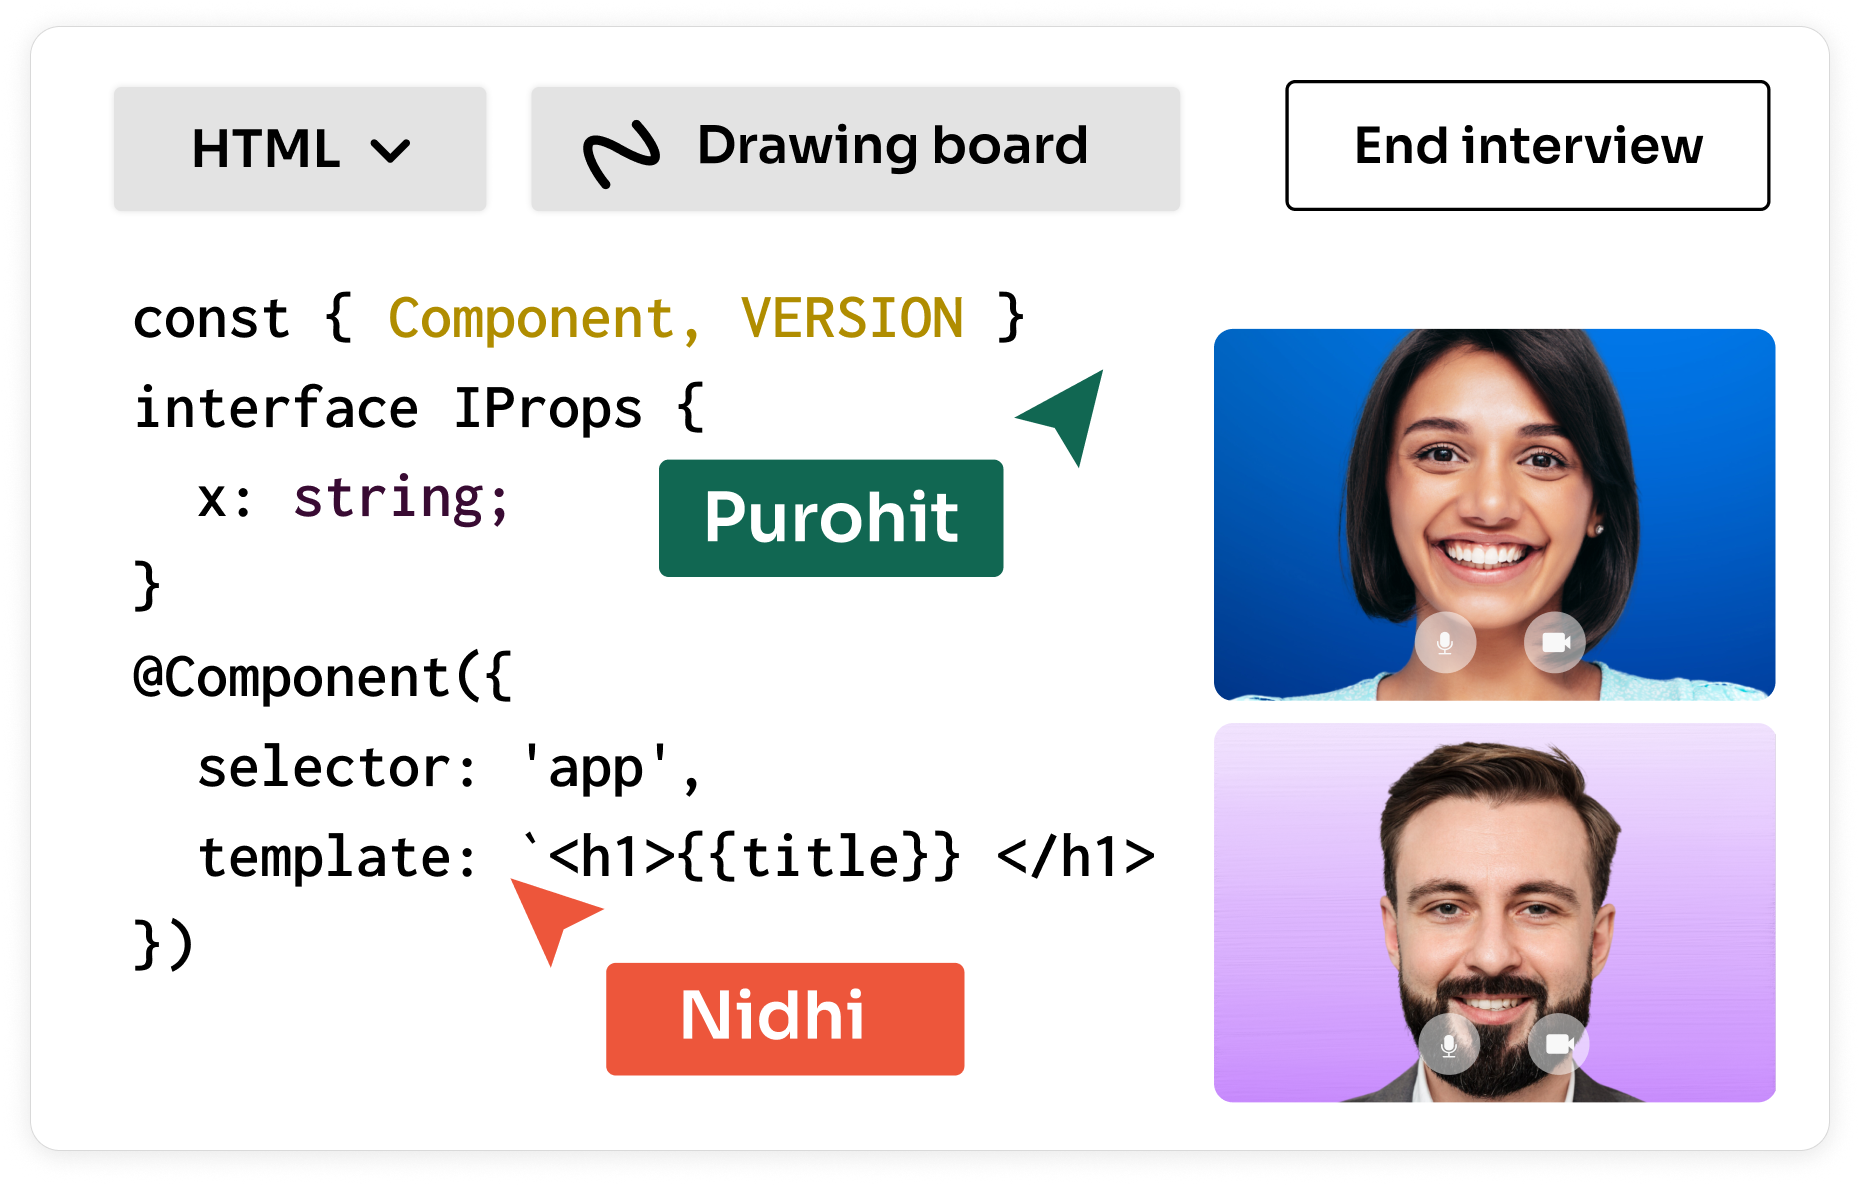 HTML
Drawing board
End interview
const { Component, VERSION }
interface IProps {
  x: string;
}
@Component({
  selector: 'app',
  template: `<h1>{{title}} </h1>
})
Purohit
Nidhi